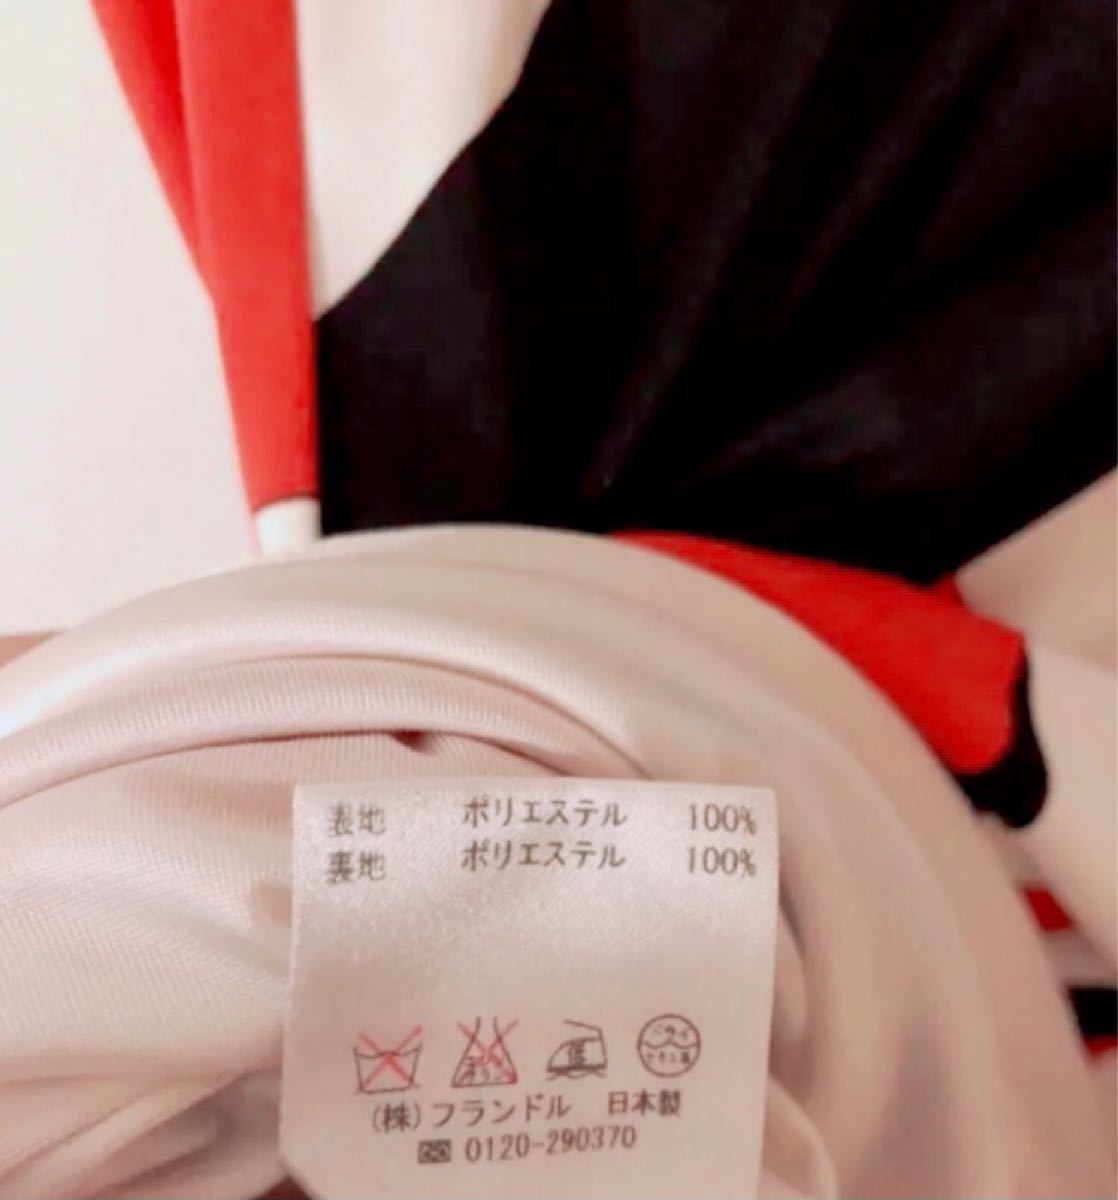 表地 ポリエステル 100%
裏地 ポリエステル 100%
低
(株)フランドル 日本製
0120-290370